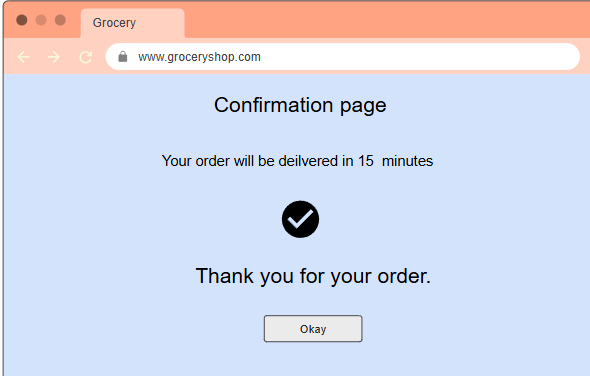 Grocery
www.groceryshop.com
Confirmation page
Your order will be deilvered in 15  minutes
Thank you for your order.
Okay